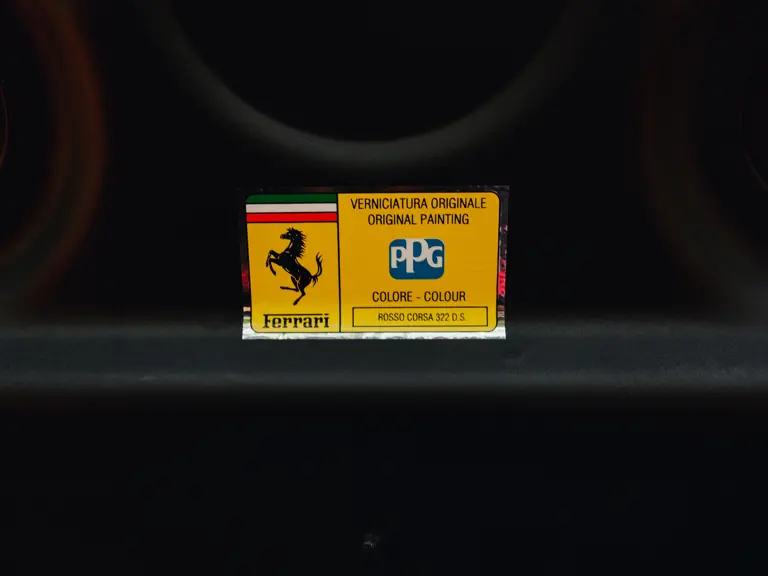 VERNICIATURA ORIGINALE
ORIGINAL PAINTING
PPG
COLORE - COLOUR
ROSSO CORSA 322 D.S.
Ferrari